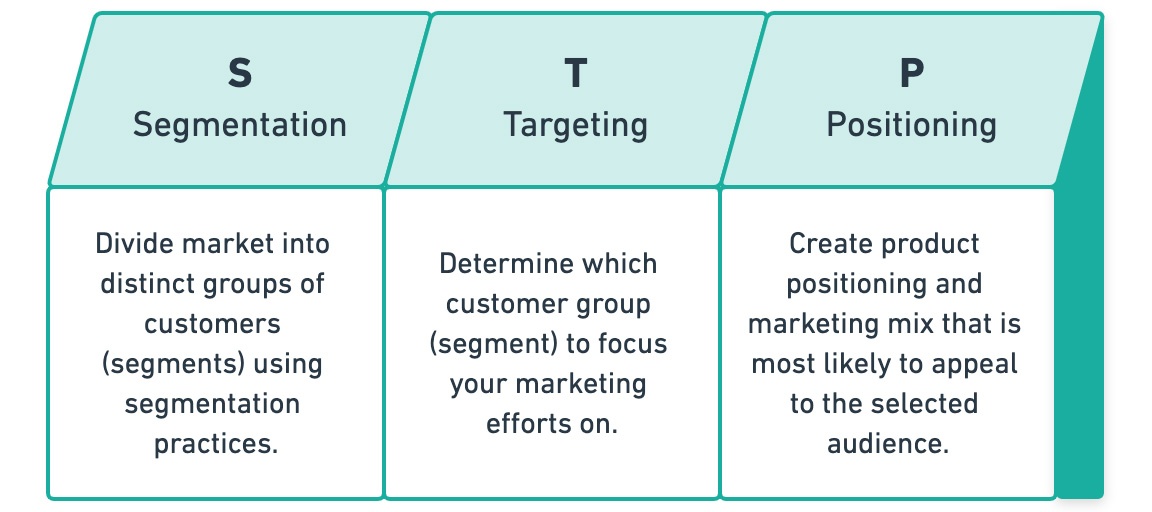 S
Segmentation
T
Targeting
P
Positioning
Divide market into
distinct groups of
customers
(segments) using
segmentation
practices.
Determine which
customer group
(segment) to focus
your marketing
efforts on.
Create product
positioning and
marketing mix that is
most likely to appeal
to the selected
audience.